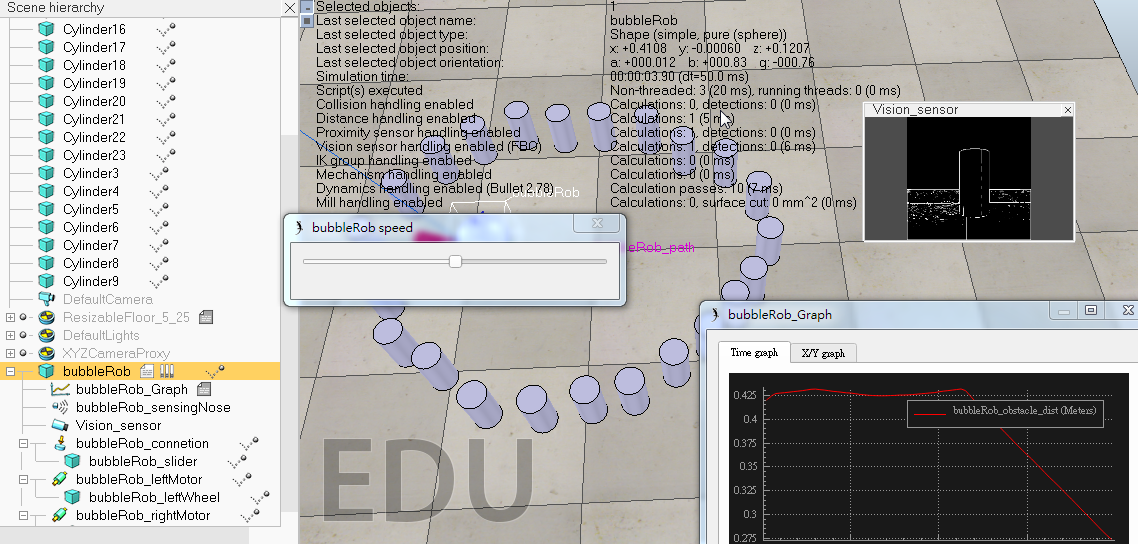 Scene hierarchy
Cylinder16
Cylinder17
Cylinder18
Cylinder19
Cylinder20
Cylinder21
Cylinder22
Cylinder23
Cylinder3
Cylinder4
Cylinder5
Cylinder6
Cylinder7
Cylinder8
Cylinder9
DefaultCamera
ResizableFloor_5_25
DefaultLights
XYZCameraProxy
bubbleRob
bubbleRob_Graph
bubbleRob_sensingNose
Vision_sensor
bubbleRob_connetion
bubbleRob_slider
bubbleRob_leftMotor
bubbleRob_leftWheel
bubbleRob_rightMotor
Selected objects: 1
Last selected object name: bubbleRob
Last selected object type: Shape (simple, pure (sphere))
Last selected object position: x: +0.4108 y: -0.00060 z: +0.1207
Last selected object orientation: a: +000.012 b: +00.83 g: -000.76
Simulation time: 00:00:03.90 (dt=50.0 ms)
Script(s) executed Non-threaded: 3 (20 ms), running threads: 0 (0 ms)
Collision handling enabled Calculations: 0, detections: 0 (0 ms)
Distance handling enabled Calculations: 1 (5 ms)
Proximity sensor handling enabled Calculations: 1, detections: 0 (0 ms)
Vision sensor handling enabled (FBO) Calculations: 1, detections: 0 (6 ms)
IK group handling enabled Calculations: 0 (0 ms)
Mechanism handling enabled Calculations: 0 (0 ms)
Dynamics handling enabled (Bullet 2.78) Calculation passes: 10 (7 ms)
Mill handling enabled Calculations: 0, surface cut: 0 mm^2 (0 ms)
bubbleRob
bubbleRob speed
bleRob_path
EDU
Vision_sensor
bubbleRob_Graph
Time graph X/Y graph
bubbleRob_obstacle_dist (Meters)
0.425
0.4
0.375
0.35
0.325
0.3
0.275